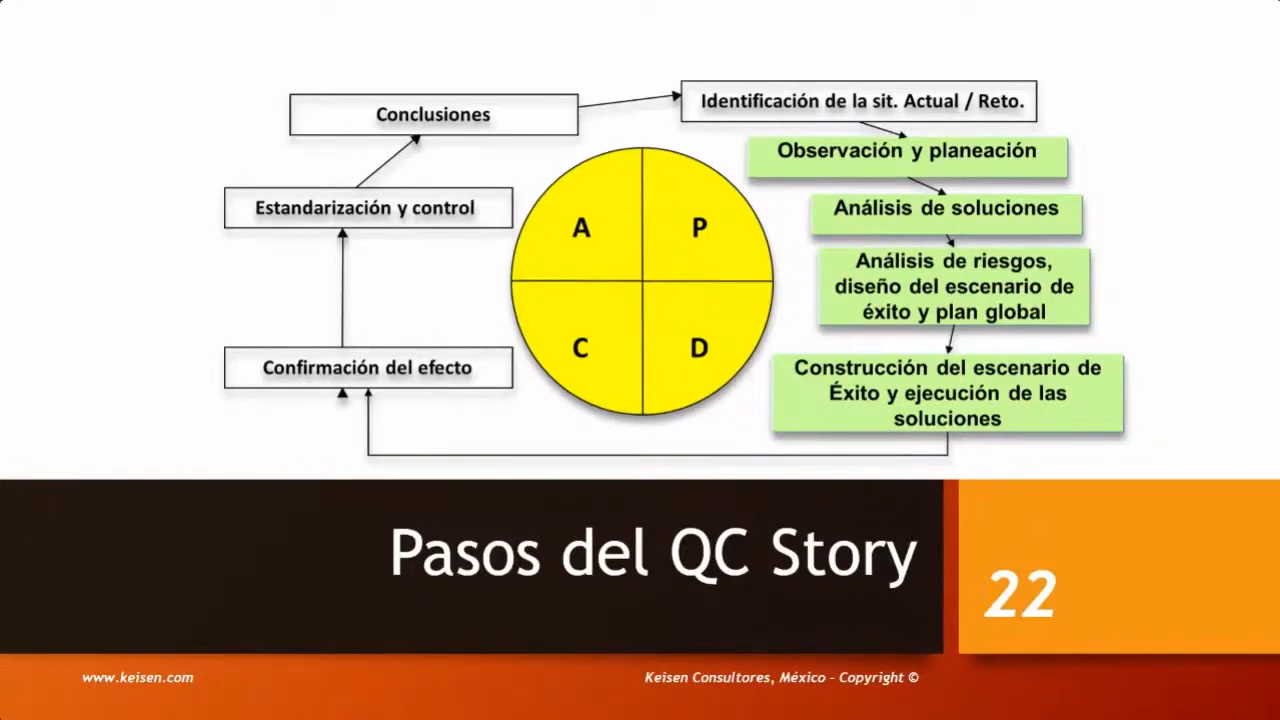 Conclusiones
Identificación de la sit. Actual / Reto.
Observación y planeación
Análisis de soluciones
Análisis de riesgos,
diseño del escenario de
éxito y plan global
Construcción del escenario de
Éxito y ejecución de las
soluciones
Confirmación del efecto
Estandarización y control
A
P
C
D
Pasos del QC Story
22
www.keisen.com
Keisen Consultores, México - Copyright ©